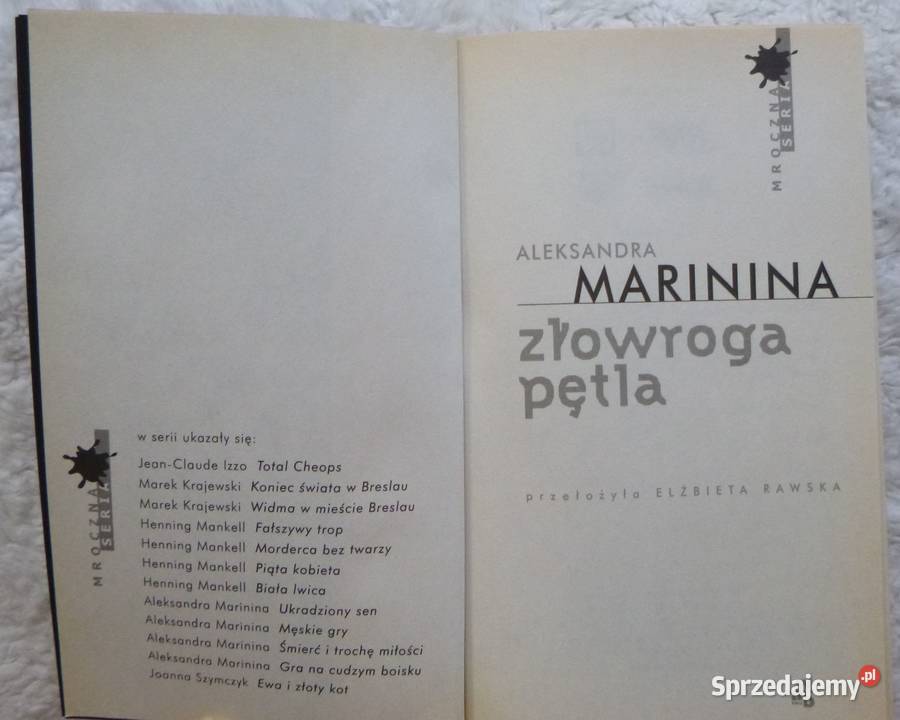 w serii ukazały się:
Jean-Claude Izzo Total Cheops
Marek Krajewski Koniec świata w Breslau
Marek Krajewski Widma w mieście Breslau
Henning Mankell Fałszywy trop
Henning Mankell Morderca bez twarzy
Henning Mankell Piąta kobieta
Henning Mankell Biała lwica
Aleksandra Marinina Ukradziony sen
Aleksandra Marinina Męskie gry
Aleksandra Marinina Śmierć i trochę miłości
Aleksandra Marinina Gra na cudzym boisku
Joanna Szymczyk Ewa i złoty kot
MROCZNA
SERIA
MROCZNA
SERIA
ALEKSANDRA
MARININA
złowroga
pętla
przełożyła ELŻBIETA RAWSKA
Sprzedajemy.pl